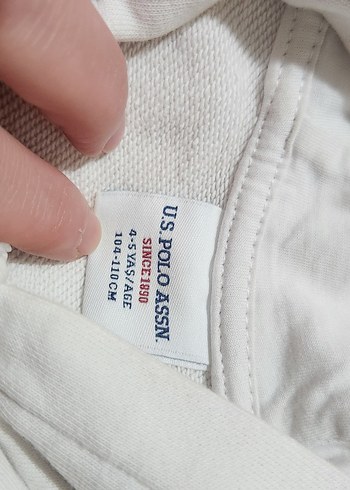 U.S. POLO ASSN.
SINCE 1890
4-5 YAŞ/AGE
104-110 CM